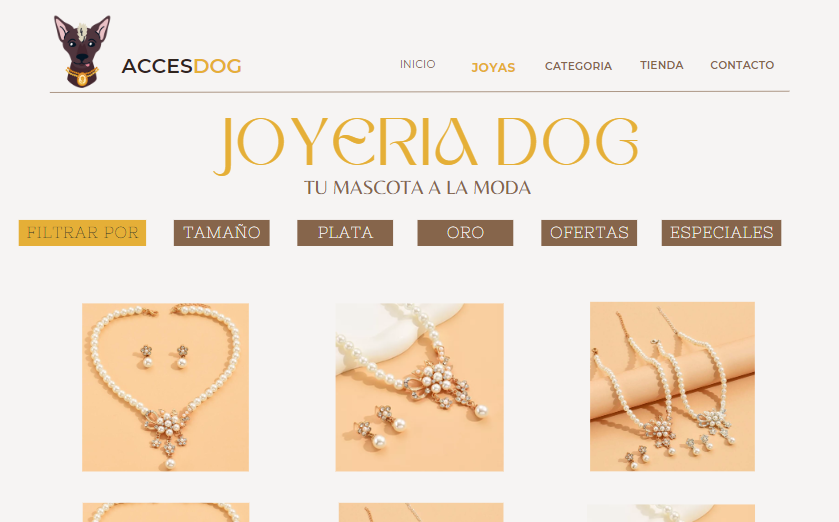 ACCESDOG
INICIO JOYAS CATEGORIA TIENDA CONTACTO
JOYERIA DOG
TU MASCOTA A LA MODA
FILTRAR POR TAMAÑO PLATA ORO OFERTAS ESPECIALES